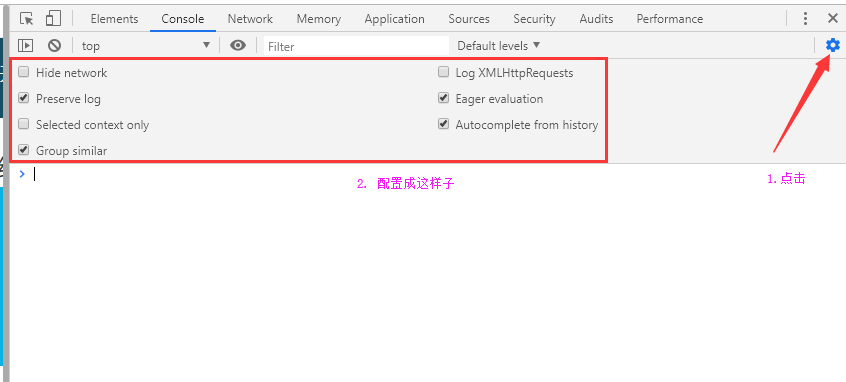 Elements Console Network Memory Application Sources Security Audits Performance
top Filter Default levels
Hide network Log XMLHttpRequests
Preserve log Eager evaluation
Selected context only Autocomplete from history
Group similar
2. 配置成这样子 1. 点击